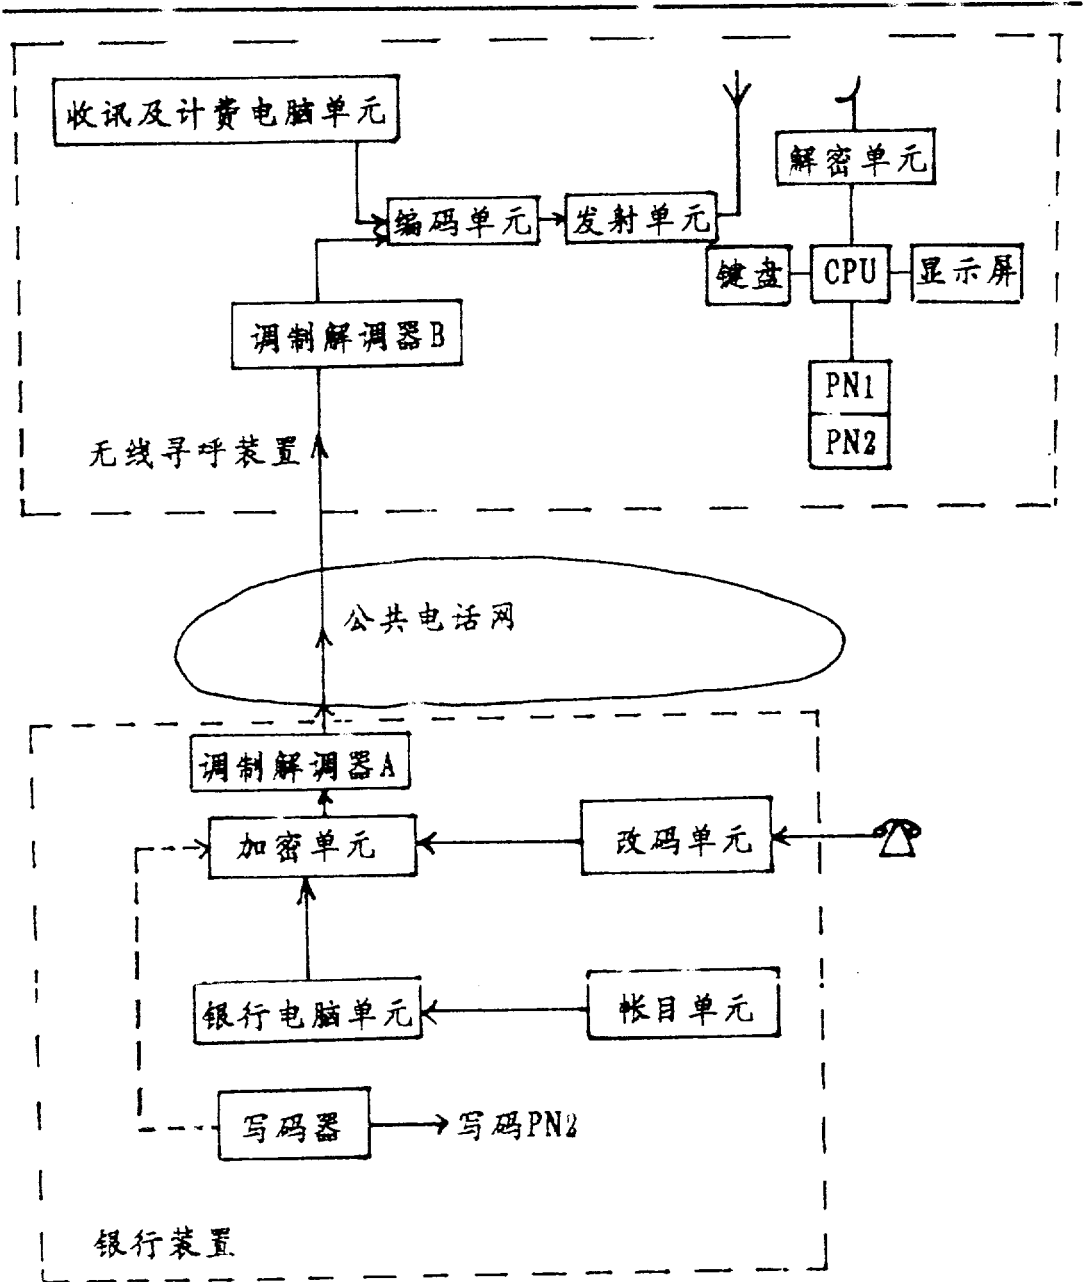 收讯及计费电脑单元
解密单元
编码单元
发射单元
键盘
CPU
显示屏
调制解调器B
PN1
PN2
无线寻呼装置
公共电话网
调制解调器A
加密单元
改码单元
银行电脑单元
帐目单元
写码器
写码PN2
银行装置